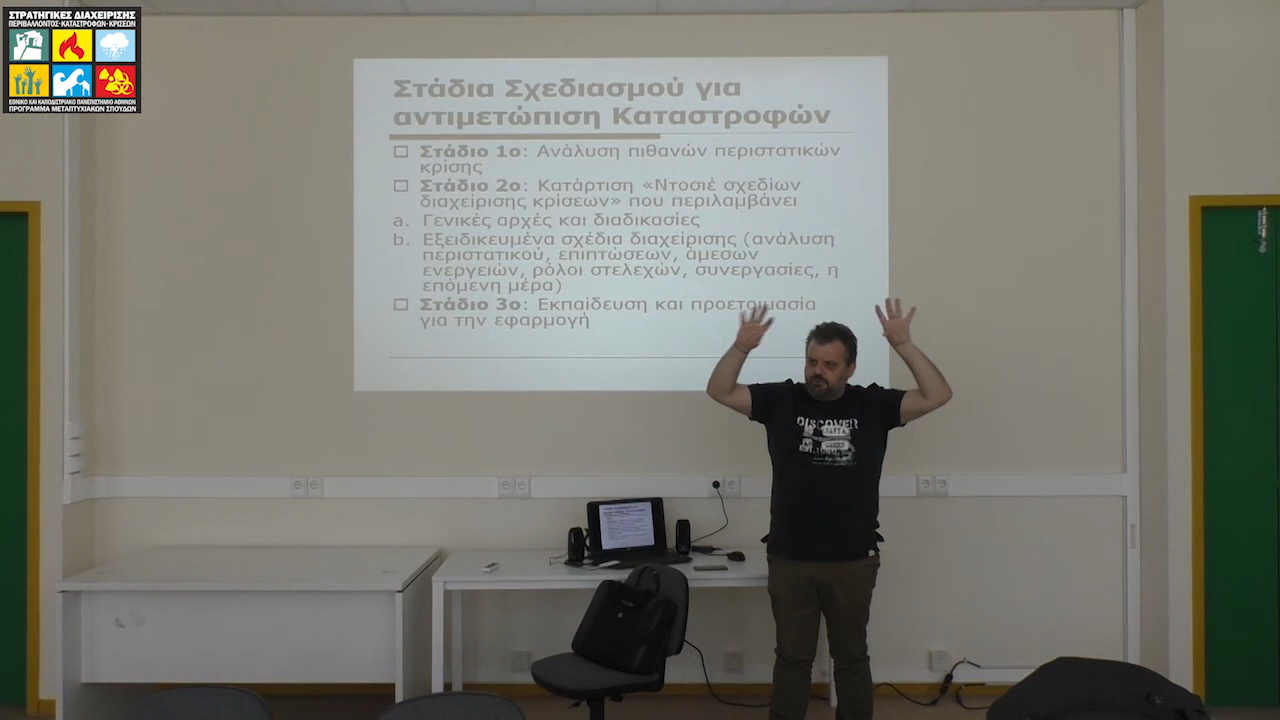 ΣΤΡΑΤΗΓΙΚΕΣ ΔΙΑΧΕΙΡΙΣΗΣ
ΠΕΡΙΒΑΛΛΟΝΤΟΣ·ΚΑΤΑΣΤΡΟΦΩΝ·ΚΡΙΣΕΩΝ
ΕΘΝΙΚΟ ΚΑΙ ΚΑΠΟΔΙΣΤΡΙΑΚΟ ΠΑΝΕΠΙΣΤΗΜΙΟ ΑΘΗΝΩΝ
ΠΡΟΓΡΑΜΜΑ ΜΕΤΑΠΤΥΧΙΑΚΩΝ ΣΠΟΥΔΩΝ
Στάδια Σχεδιασμού για
αντιμετώπιση Καταστροφών
Στάδιο 1ο: Ανάλυση πιθανών περιστατικών
κρίσης
Στάδιο 2ο: Κατάρτιση «Ντοσιέ σχεδίων
διαχείρισης κρίσεων» που περιλαμβάνει
a. Γενικές αρχές και διαδικασίες
b. Εξειδικευμένα σχέδια διαχείρισης (ανάλυση
περιστατικού, επιπτώσεων, άμεσων
ενεργειών, ρόλοι στελεχών, συνεργασίες, η
επόμενη μέρα)
Στάδιο 3ο: Εκπαίδευση και προετοιμασία
για την εφαρμογή
DISCOVER